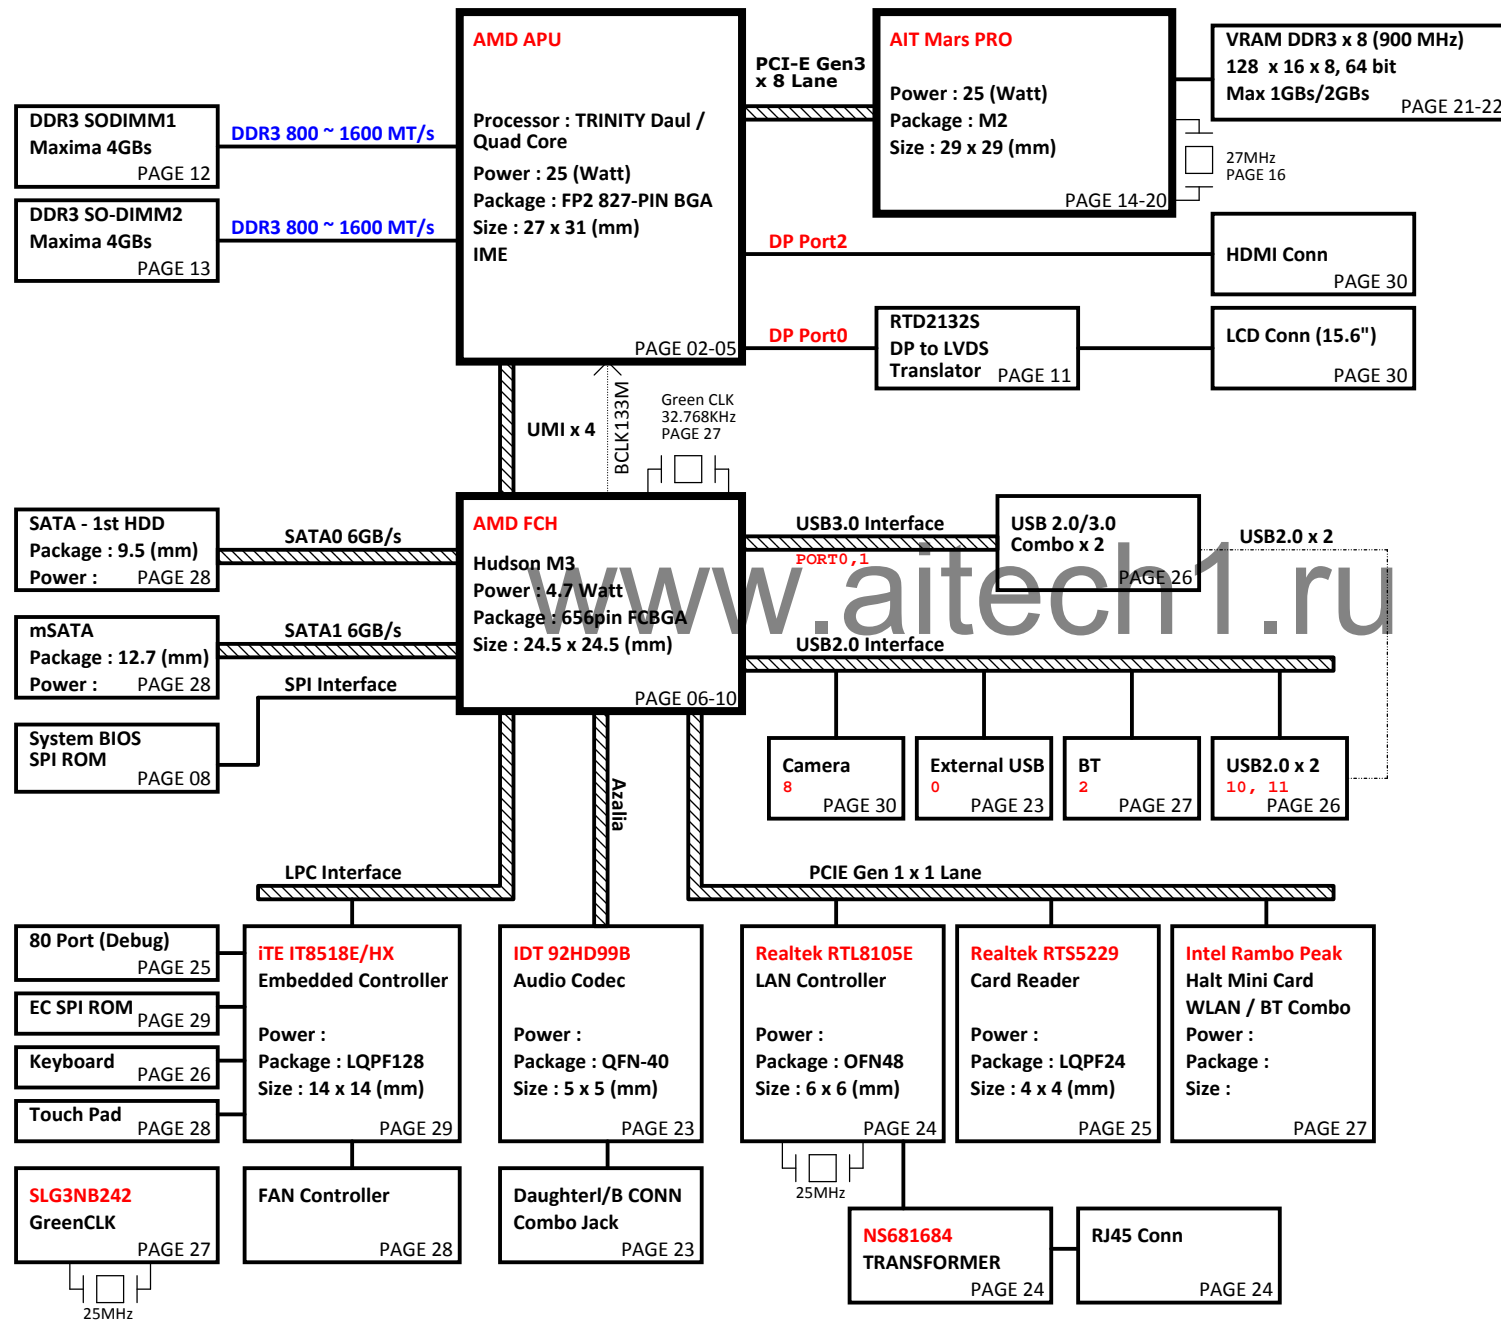 AMD APU
Processor : TRINITY Daul /
Quad Core
Power : 25 (Watt)
Package : FP2 827-PIN BGA
Size : 27 x 31 (mm)
IME
PAGE 02-05
PCI-E Gen3
x 8 Lane
AIT Mars PRO
Power : 25 (Watt)
Package : M2
Size : 29 x 29 (mm)
PAGE 14-20
VRAM DDR3 x 8 (900 MHz)
128 x 16 x 8, 64 bit
Max 1GBs/2GBs
PAGE 21-22
27MHz
PAGE 16
DDR3 SODIMM1
Maxima 4GBs
PAGE 12
DDR3 800 ~ 1600 MT/s
DDR3 SO-DIMM2
Maxima 4GBs
PAGE 13
DDR3 800 ~ 1600 MT/s
DP Port2
HDMI Conn
PAGE 30
DP Port0
RTD2132S
DP to LVDS
Translator
PAGE 11
LCD Conn (15.6")
PAGE 30
UMI x 4
BCLK133M
Green CLK
32.768KHz
PAGE 27
SATA - 1st HDD
Package : 9.5 (mm)
Power :
PAGE 28
SATA0 6GB/s
mSATA
Package : 12.7 (mm)
Power :
PAGE 28
SATA1 6GB/s
System BIOS
SPI ROM
PAGE 08
SPI Interface
AMD FCH
Hudson M3
Power : 4.7 Watt
Package : 656pin FCBGA
Size : 24.5 x 24.5 (mm)
PAGE 06-10
USB3.0 Interface
PORT0,1
USB 2.0/3.0
Combo x 2
PAGE 26
USB2.0 x 2
www.aitech1.ru
USB2.0 Interface
Camera
8
PAGE 30
External USB
0
PAGE 23
BT
2
PAGE 27
USB2.0 x 2
10, 11
PAGE 26
Azalia
LPC Interface
PCIE Gen 1 x 1 Lane
80 Port (Debug)
PAGE 25
EC SPI ROM
PAGE 29
Keyboard
PAGE 26
Touch Pad
PAGE 28
iTE IT8518E/HX
Embedded Controller
Power :
Package : LQPF128
Size : 14 x 14 (mm)
PAGE 29
IDT 92HD99B
Audio Codec
Power :
Package : QFN-40
Size : 5 x 5 (mm)
PAGE 23
Realtek RTL8105E
LAN Controller
Power :
Package : OFN48
Size : 6 x 6 (mm)
PAGE 24
Realtek RTS5229
Card Reader
Power :
Package : LQPF24
Size : 4 x 4 (mm)
PAGE 25
Intel Rambo Peak
Halt Mini Card
WLAN / BT Combo
Power :
Package :
Size :
PAGE 27
SLG3NB242
GreenCLK
PAGE 27
25MHz
FAN Controller
PAGE 28
Daughterl/B CONN
Combo Jack
PAGE 23
25MHz
NS681684
TRANSFORMER
PAGE 24
RJ45 Conn
PAGE 24